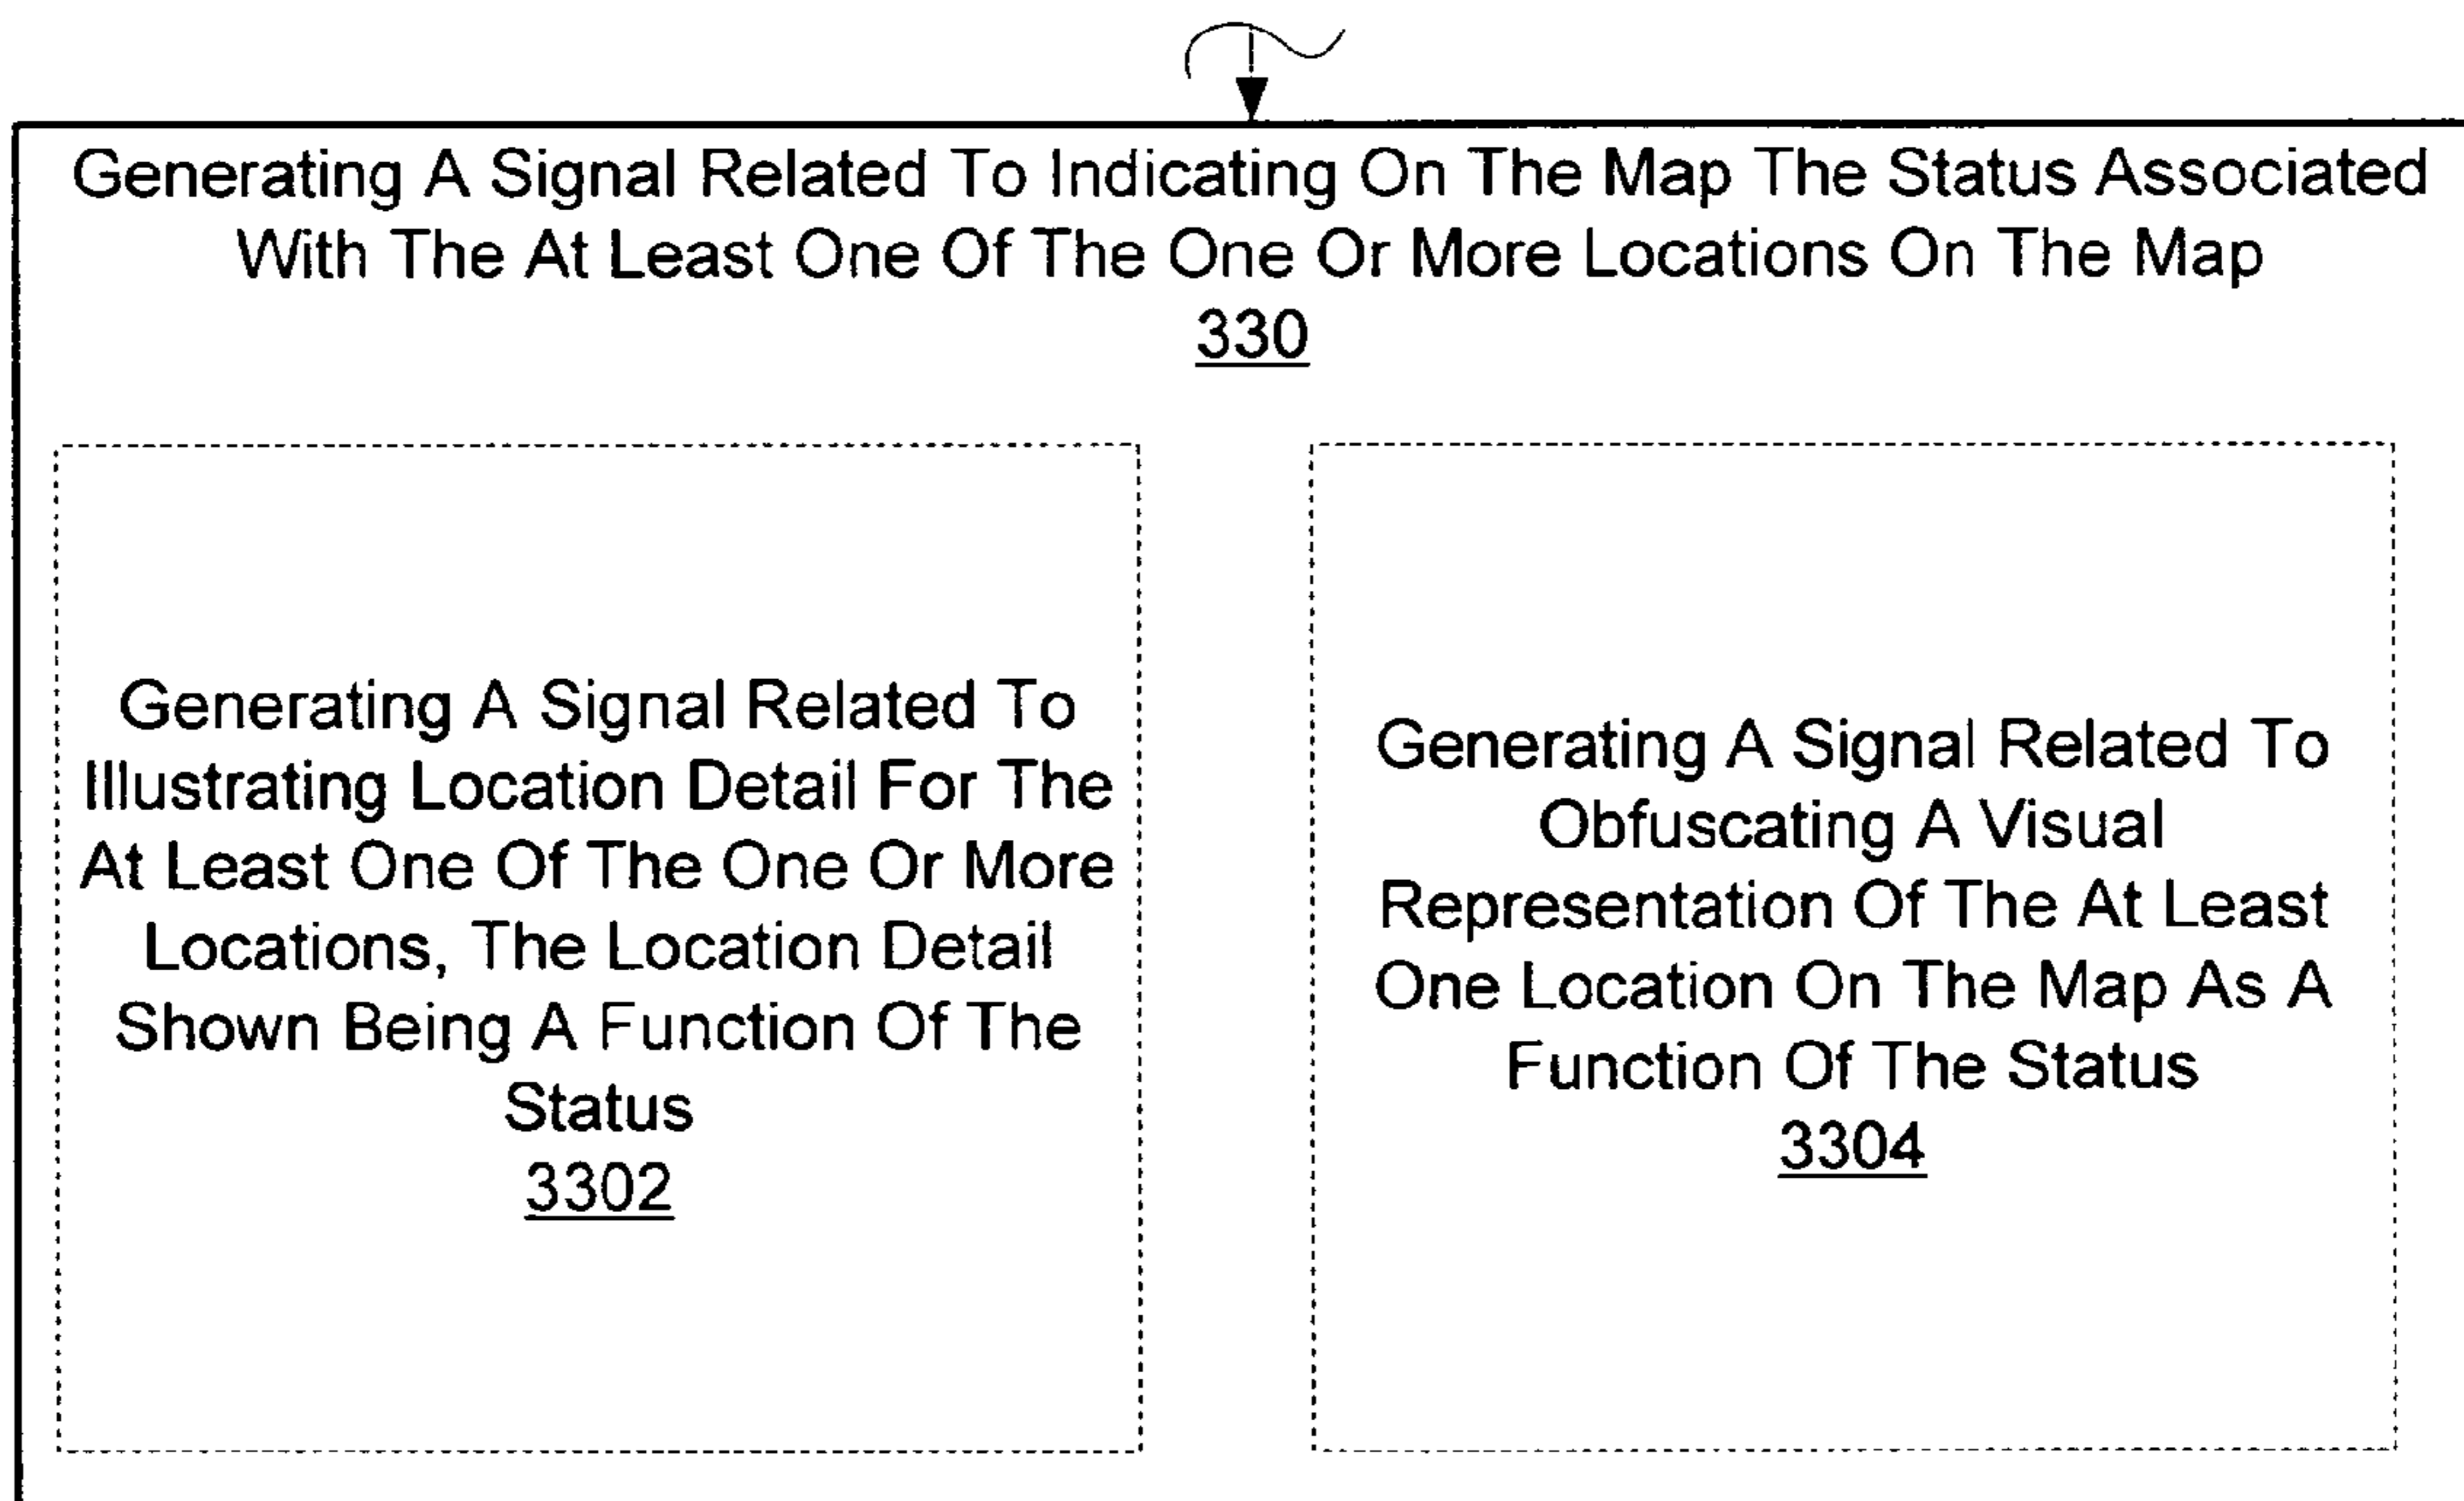 Generating A Signal Related To Indicating On The Map The Status Associated
With The At Least One Of The One Or More Locations On The Map
330
Generating A Signal Related To
Illustrating Location Detail For The
At Least One Of The One Or More
Locations, The Location Detail
Shown Being A Function Of The
Status
3302
Generating A Signal Related To
Obfuscating A Visual
Representation Of The At Least
One Location On The Map As A
Function Of The Status
3304